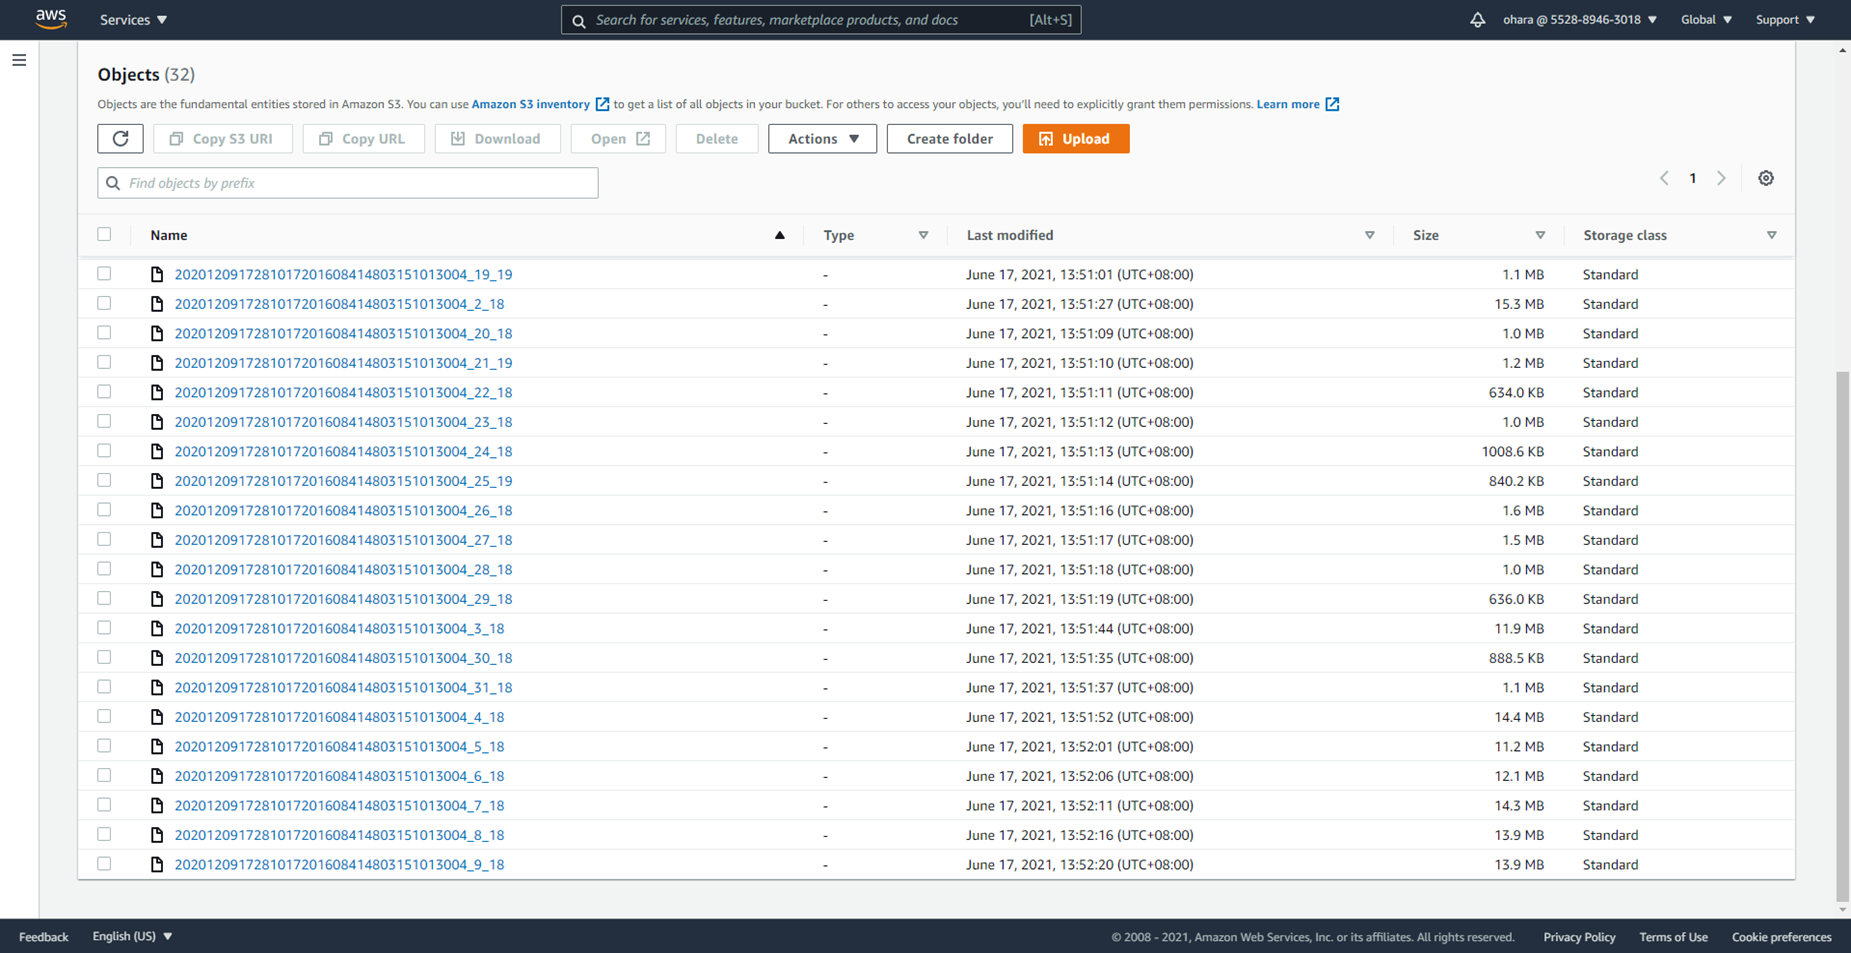 aws Services ▼ Search for services, features, marketplace products, and docs [Alt+S] ohara @ 5528-8946-3018 ▼ Global ▼ Support ▼
Objects (32)
Objects are the fundamental entities stored in Amazon S3. You can use Amazon S3 inventory to get a list of all objects in your bucket. For others to access your objects, you'll need to explicitly grant them permissions. Learn more
Copy S3 URI Copy URL Download Open Delete Actions ▼ Create folder Upload
Find objects by prefix < 1 >
Name ▲ Type ▽ Last modified ▽ Size ▽ Storage class ▽
20201209172810172016084148031510130​04_19_19 - June 17, 2021, 13:51:01 (UTC+08:00) 1.1 MB Standard
2020120917281017201608414803151013004_2_18 - June 17, 2021, 13:51:27 (UTC+08:00) 15.3 MB Standard
2020120917281017201608414803151013004_20_18 - June 17, 2021, 13:51:09 (UTC+08:00) 1.0 MB Standard
2020120917281017201608414803151013004_21_19 - June 17, 2021, 13:51:10 (UTC+08:00) 1.2 MB Standard
2020120917281017201608414803151013004_22_18 - June 17, 2021, 13:51:11 (UTC+08:00) 634.0 KB Standard
2020120917281017201608414803151013004_23_18 - June 17, 2021, 13:51:12 (UTC+08:00) 1.0 MB Standard
2020120917281017201608414803151013004_24_18 - June 17, 2021, 13:51:13 (UTC+08:00) 1008.6 KB Standard
2020120917281017201608414803151013004_25_19 - June 17, 2021, 13:51:14 (UTC+08:00) 840.2 KB Standard
2020120917281017201608414803151013004_26_18 - June 17, 2021, 13:51:16 (UTC+08:00) 1.6 MB Standard
2020120917281017201608414803151013004_27_18 - June 17, 2021, 13:51:17 (UTC+08:00) 1.5 MB Standard
2020120917281017201608414803151013004_28_18 - June 17, 2021, 13:51:18 (UTC+08:00) 1.0 MB Standard
2020120917281017201608414803151013004_29_18 - June 17, 2021, 13:51:19 (UTC+08:00) 636.0 KB Standard
2020120917281017201608414803151013004_3_18 - June 17, 2021, 13:51:44 (UTC+08:00) 11.9 MB Standard
2020120917281017201608414803151013004_30_18 - June 17, 2021, 13:51:35 (UTC+08:00) 888.5 KB Standard
2020120917281017201608414803151013004_31_18 - June 17, 2021, 13:51:37 (UTC+08:00) 1.1 MB Standard
2020120917281017201608414803151013004_4_18 - June 17, 2021, 13:51:52 (UTC+08:00) 14.4 MB Standard
2020120917281017201608414803151013004_5_18 - June 17, 2021, 13:52:01 (UTC+08:00) 11.2 MB Standard
2020120917281017201608414803151013004_6_18 - June 17, 2021, 13:52:06 (UTC+08:00) 12.1 MB Standard
2020120917281017201608414803151013004_7_18 - June 17, 2021, 13:52:11 (UTC+08:00) 14.3 MB Standard
2020120917281017201608414803151013004_8_18 - June 17, 2021, 13:52:16 (UTC+08:00) 13.9 MB Standard
2020120917281017201608414803151013004_9_18 - June 17, 2021, 13:52:20 (UTC+08:00) 13.9 MB Standard
Feedback English (US) ▼ © 2008 - 2021, Amazon Web Services, Inc. or its affiliates. All rights reserved. Privacy Policy Terms of Use Cookie preferences